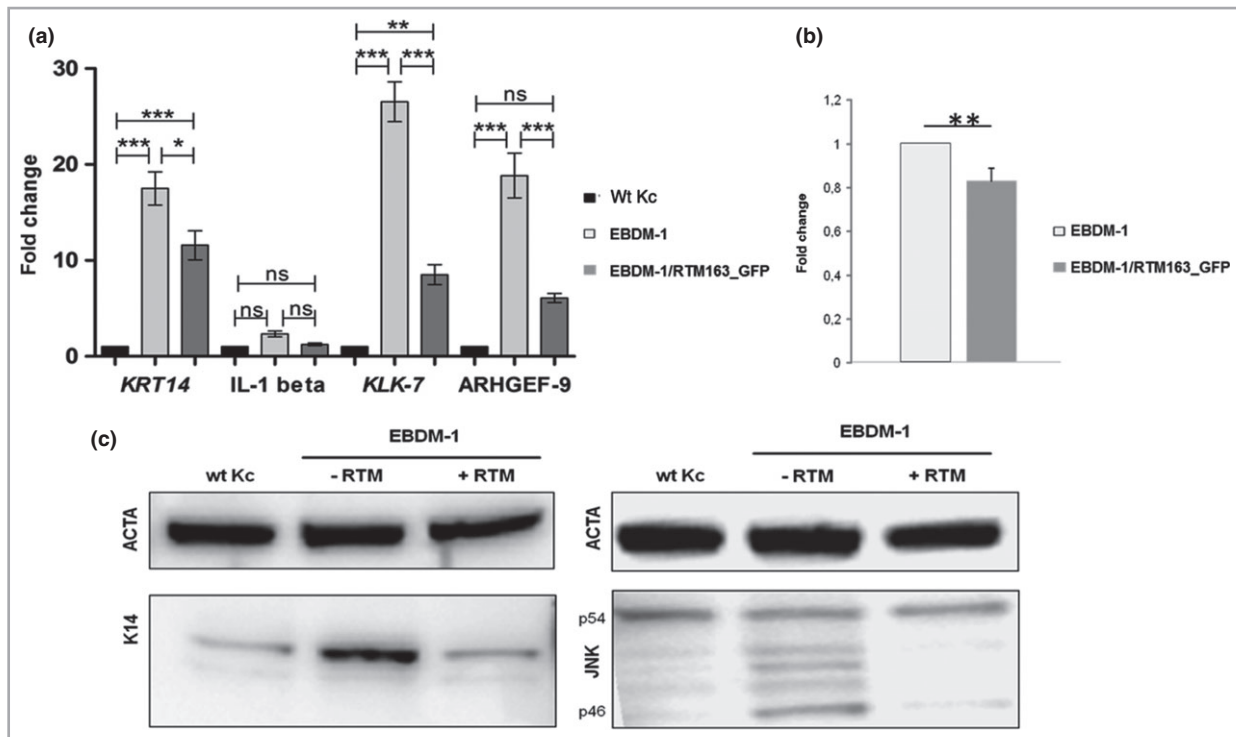 (a)
Fold change
30
20
10
0
*** *** *
ns ns ns
** *** ***
ns *** ***
KRT14 IL-1 beta KLK-7 ARHGEF-9
Wt Kc
EBDM-1
EBDM-1/RTM163_GFP
(b)
Fold change
1,2
1
0,8
0,6
0,4
0,2
0
**
EBDM-1
EBDM-1/RTM163_GFP
(c)
EBDM-1
wt Kc - RTM + RTM
ACTA
K14
EBDM-1
wt Kc - RTM + RTM
ACTA
p54
JNK
p46